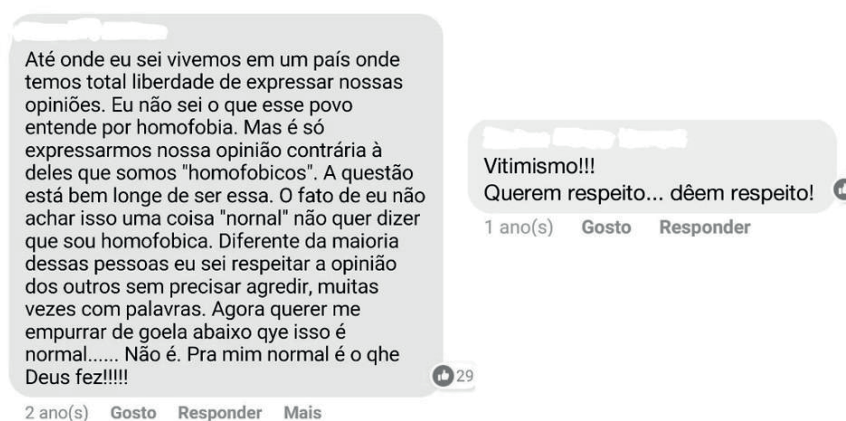 Até onde eu sei vivemos em um país onde
temos total liberdade de expressar nossas
opiniões. Eu não sei o que esse povo
entende por homofobia. Mas é só
expressarmos nossa opinião contrária à
deles que somos "homofobicos". A questão
está bem longe de ser essa. O fato de eu não
achar isso uma coisa "nornal" não quer dizer
que sou homofobica. Diferente da maioria
dessas pessoas eu sei respeitar a opinião
dos outros sem precisar agredir, muitas
vezes com palavras. Agora querer me
empurrar de goela abaixo qye isso é
normal...... Não é. Pra mim normal é o qhe
Deus fez!!!!!
29
2 ano(s) Gosto Responder Mais
Vitimismo!!!
Querem respeito... dêem respeito!
1 ano(s) Gosto Responder